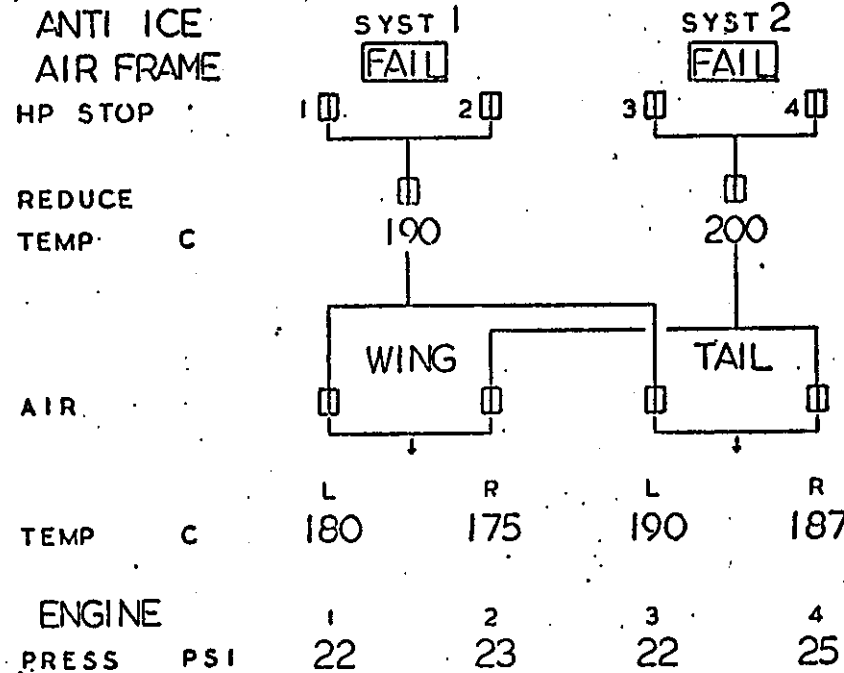 ANTI ICE SYST 1 SYST 2
AIR FRAME FAIL FAIL
HP STOP 1 2 3 4
REDUCE
TEMP C 190 200
WING TAIL
AIR
L R L R
TEMP C 180 175 190 187
ENGINE 1 2 3 4
PRESS PSI 22 23 22 25